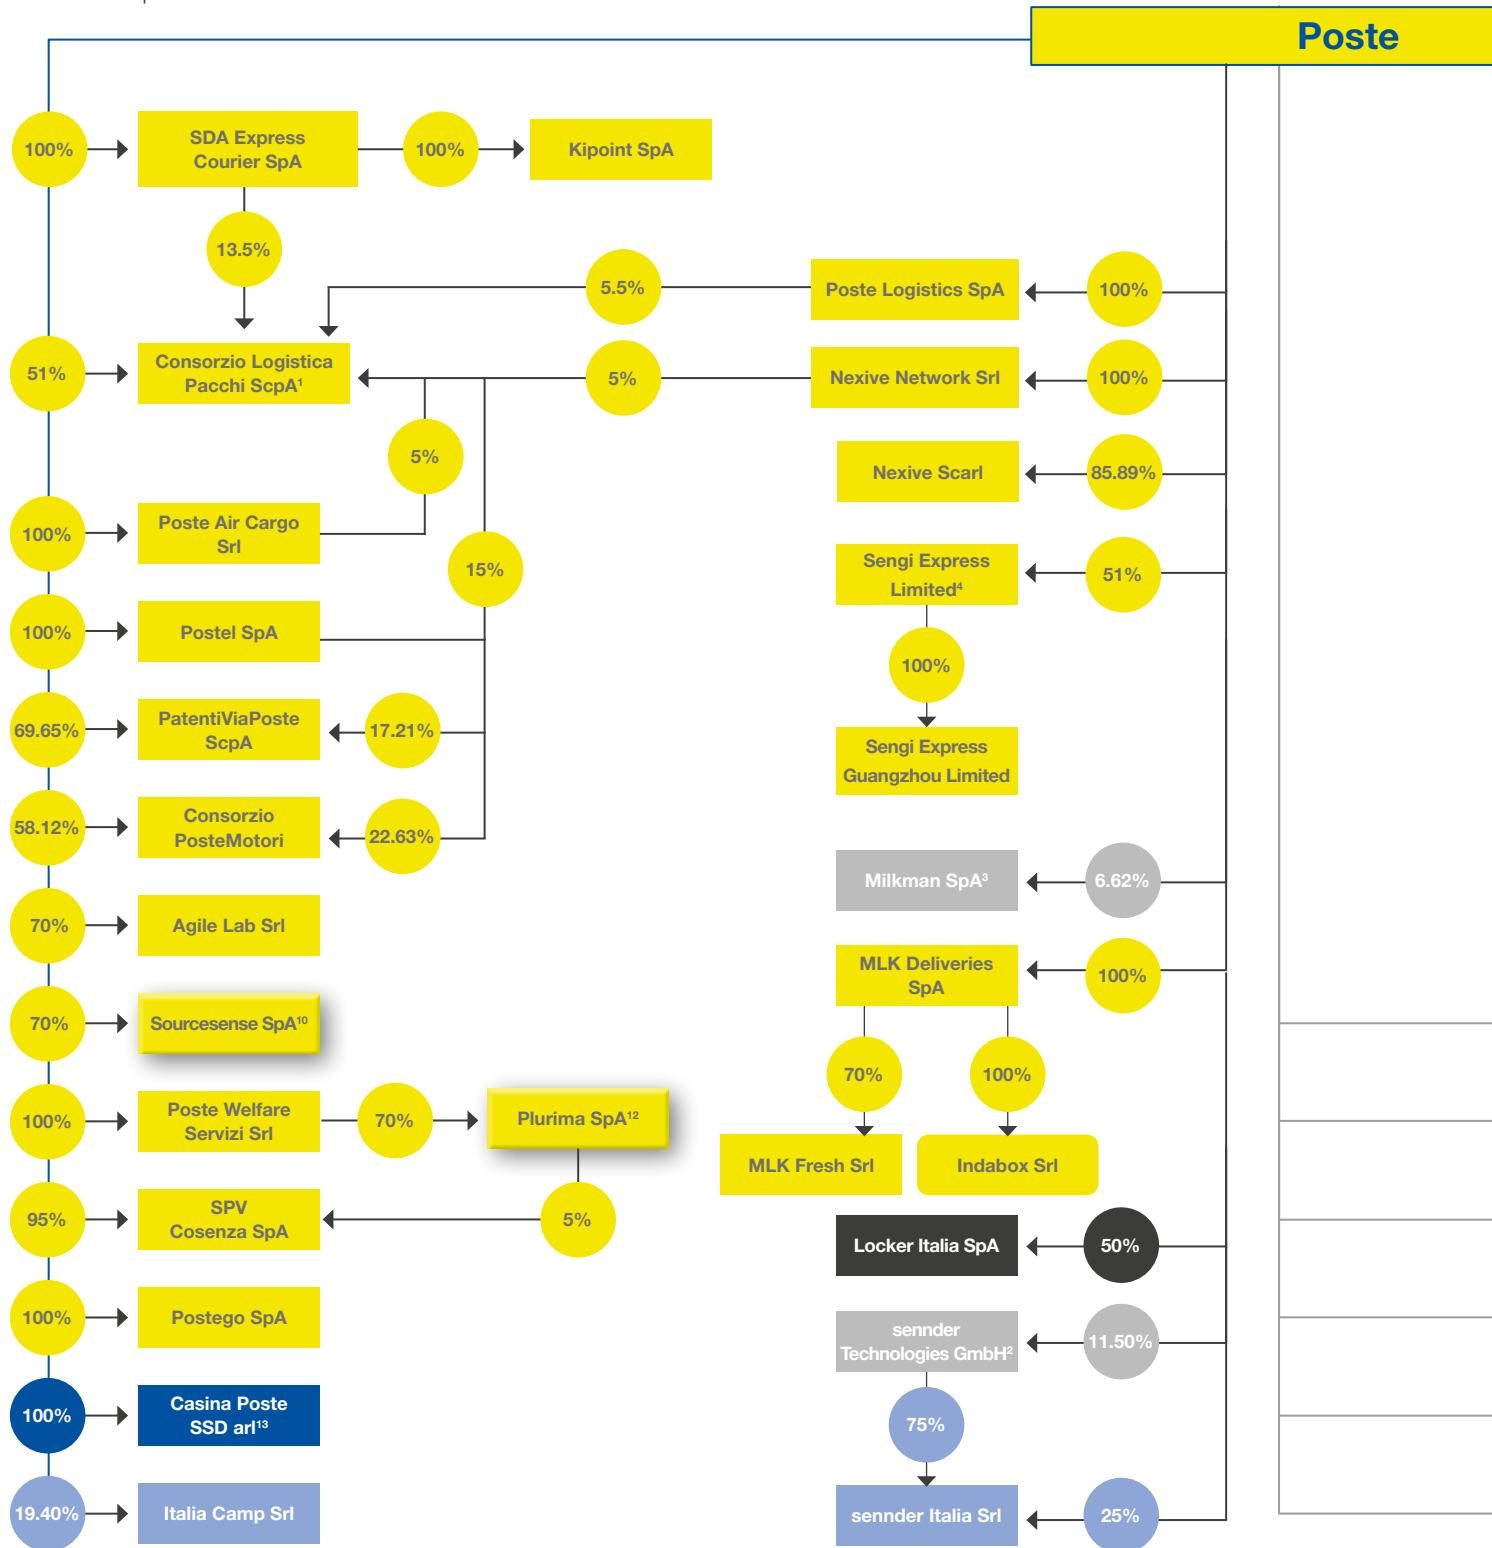 Poste
100%
SDA Express
Courier SpA
100%
Kipoint SpA
13.5%
5.5%
Poste Logistics SpA
100%
51%
Consorzio Logistica
Pacchi ScpA¹
5%
Nexive Network Srl
100%
5%
Nexive Scarl
85.89%
100%
Poste Air Cargo
Srl
15%
Sengi Express
Limited⁴
51%
100%
Postel SpA
100%
69.65%
PatentiViaPoste
ScpA
17.21%
Sengi Express
Guangzhou Limited
58.12%
Consorzio
PosteMotori
22.63%
Milkman SpA³
6.62%
70%
Agile Lab Srl
MLK Deliveries
SpA
100%
70%
Sourcesense SpA¹⁰
70%
100%
100%
Poste Welfare
Servizi Srl
70%
Plurima SpA¹²
MLK Fresh Srl
Indabox Srl
95%
SPV
Cosenza SpA
5%
Locker Italia SpA
50%
100%
Postego SpA
sennder
Technologies GmbH²
11.50%
100%
Casina Poste
SSD arl¹³
75%
19.40%
Italia Camp Srl
sennder Italia Srl
25%